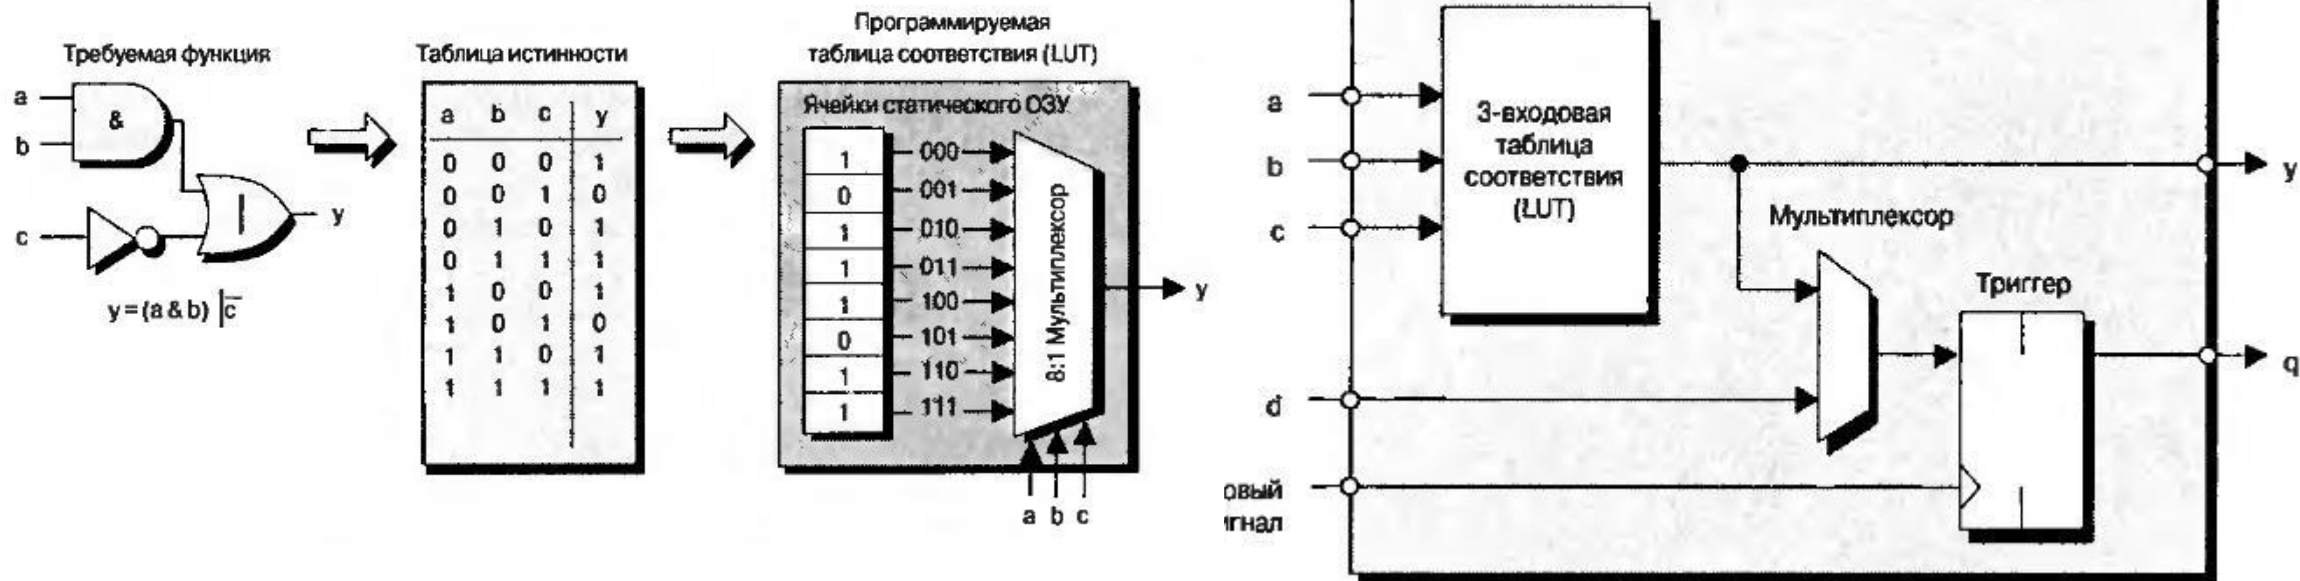 Требуемая функция
a
b
&
c
|
y
y = (a & b) | c̅
Таблица истинности
a b c y
0 0 0 1
0 0 1 0
0 1 0 1
0 1 1 1
1 0 0 1
1 0 1 0
1 1 0 1
1 1 1 1
Программируемая
таблица соответствия (LUT)
Ячейки статического ОЗУ
1 000
0 001
1 010
1 011
1 100
0 101
1 110
1 111
8:1 Мультиплексор
y
a b c
a
b
c
d
овый
игнал
3-входовая
таблица
соответствия
(LUT)
Мультиплексор
Триггер
y
q